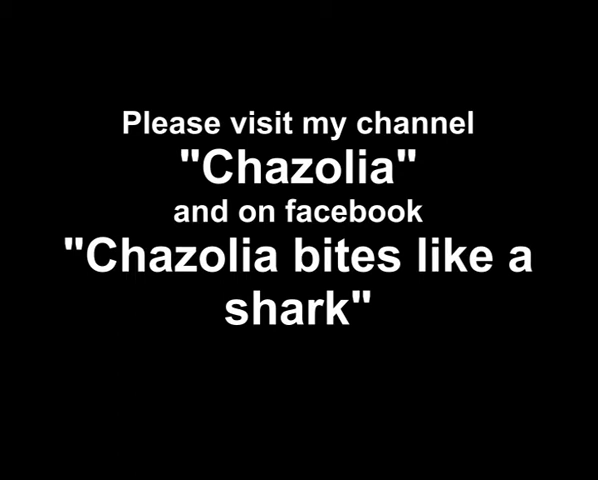 Please visit my channel
"Chazolia"
and on facebook
"Chazolia bites like a
shark"